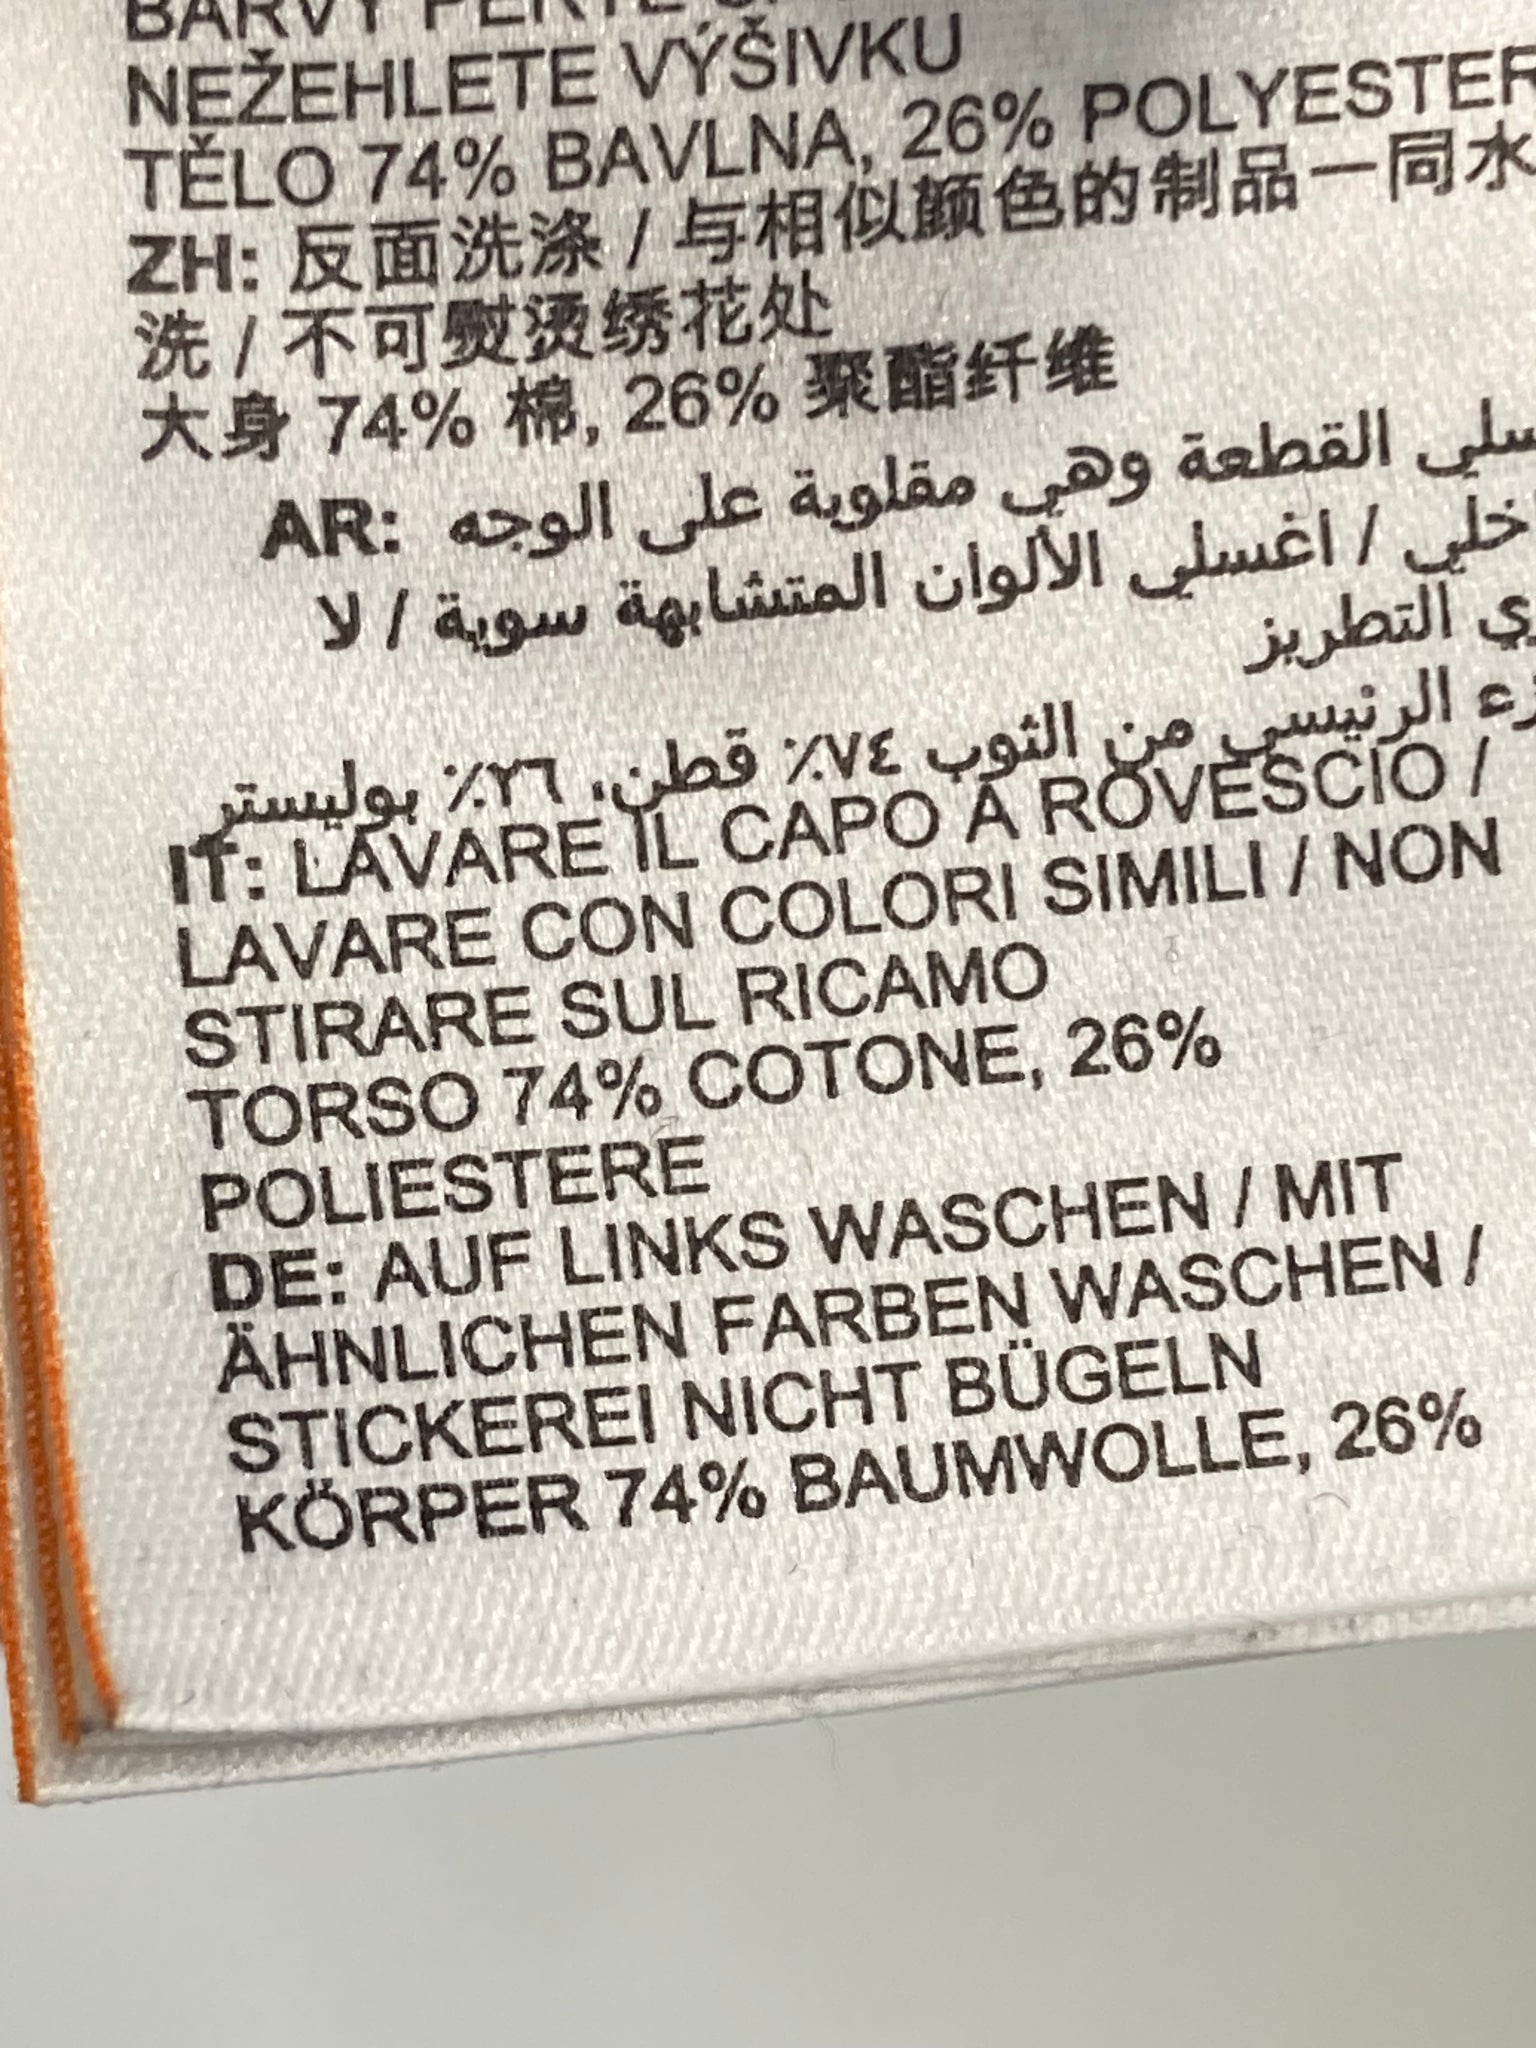 BARVY PERTE
NEŽEHLETE VÝŠIVKU
TĚLO 74% BAVLNA, 26% POLYESTER
ZH: 反面洗涤 / 与相似颜色的制品一同水
洗 / 不可熨烫绣花处
大身 74% 棉, 26% 聚酯纤维
AR: القطعة وهي مقلوبة على الوجه
/ اغسلي الألوان المتشابهة سوية / لا
التطريز
الرئيسي من الثوب ٧٤٪ قطن، ٢٦٪ بوليستر
IT: LAVARE IL CAPO A ROVESCIO /
LAVARE CON COLORI SIMILI / NON
STIRARE SUL RICAMO
TORSO 74% COTONE, 26%
POLIESTERE
DE: AUF LINKS WASCHEN / MIT
ÄHNLICHEN FARBEN WASCHEN /
STICKEREI NICHT BÜGELN
KÖRPER 74% BAUMWOLLE, 26%